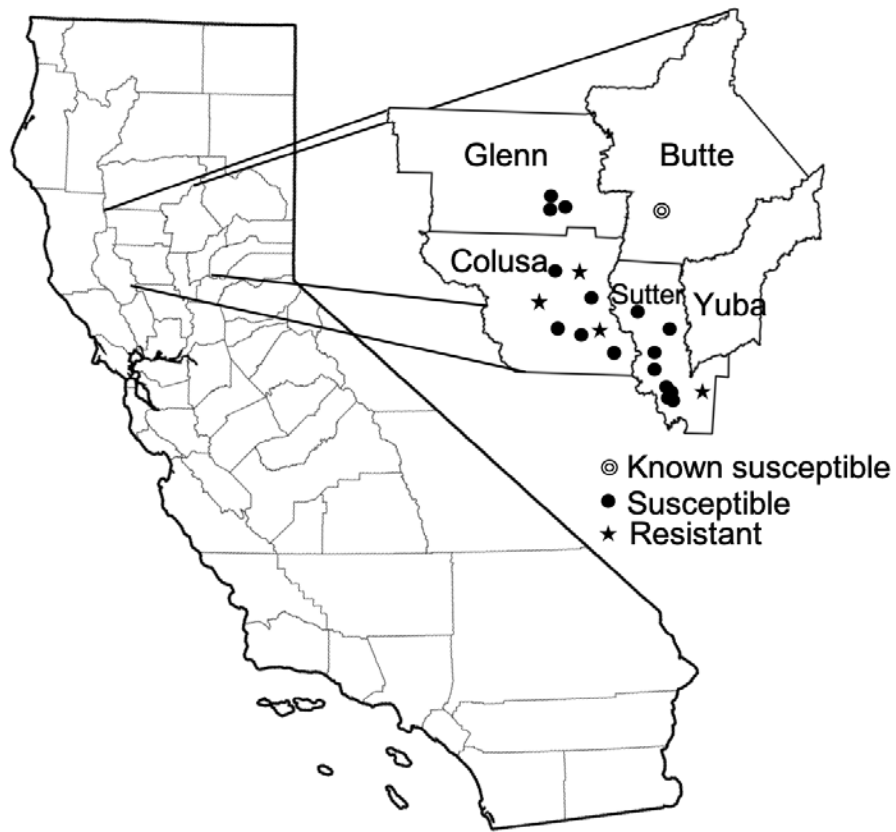 Glenn
Butte
Colusa
Sutter
Yuba
Known susceptible
Susceptible
Resistant